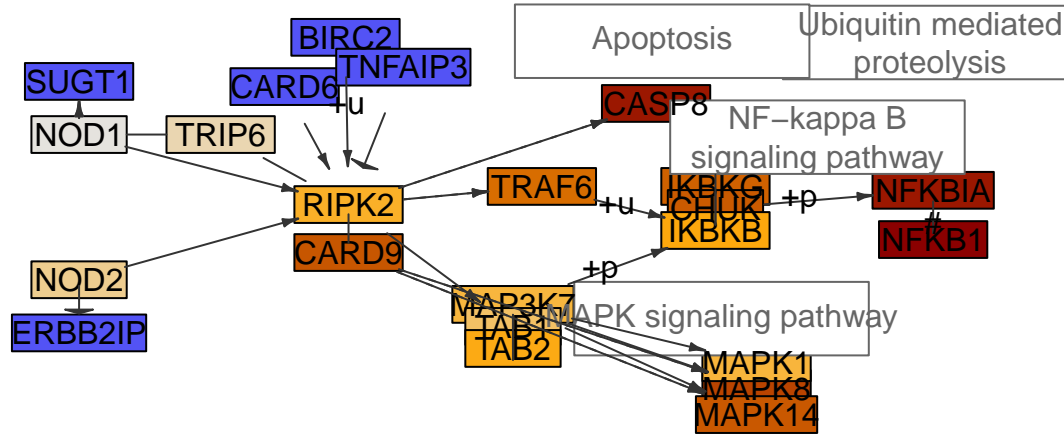 BIRC2
Apoptosis
Ubiquitin mediated
proteolysis
TNFAIP3
SUGT1
CARD6
+u
CASP8
NOD1
TRIP6
NF−kappa B
signaling pathway
RIPK2
TRAF6
+u
IKBKG
CHUK
IKBKB
+p
NFKBIA
#
NFKB1
CARD9
NOD2
+p
ERBB2IP
MAP3K7
TAB1
TAB2
MAPK signaling pathway
MAPK1
MAPK8
MAPK14